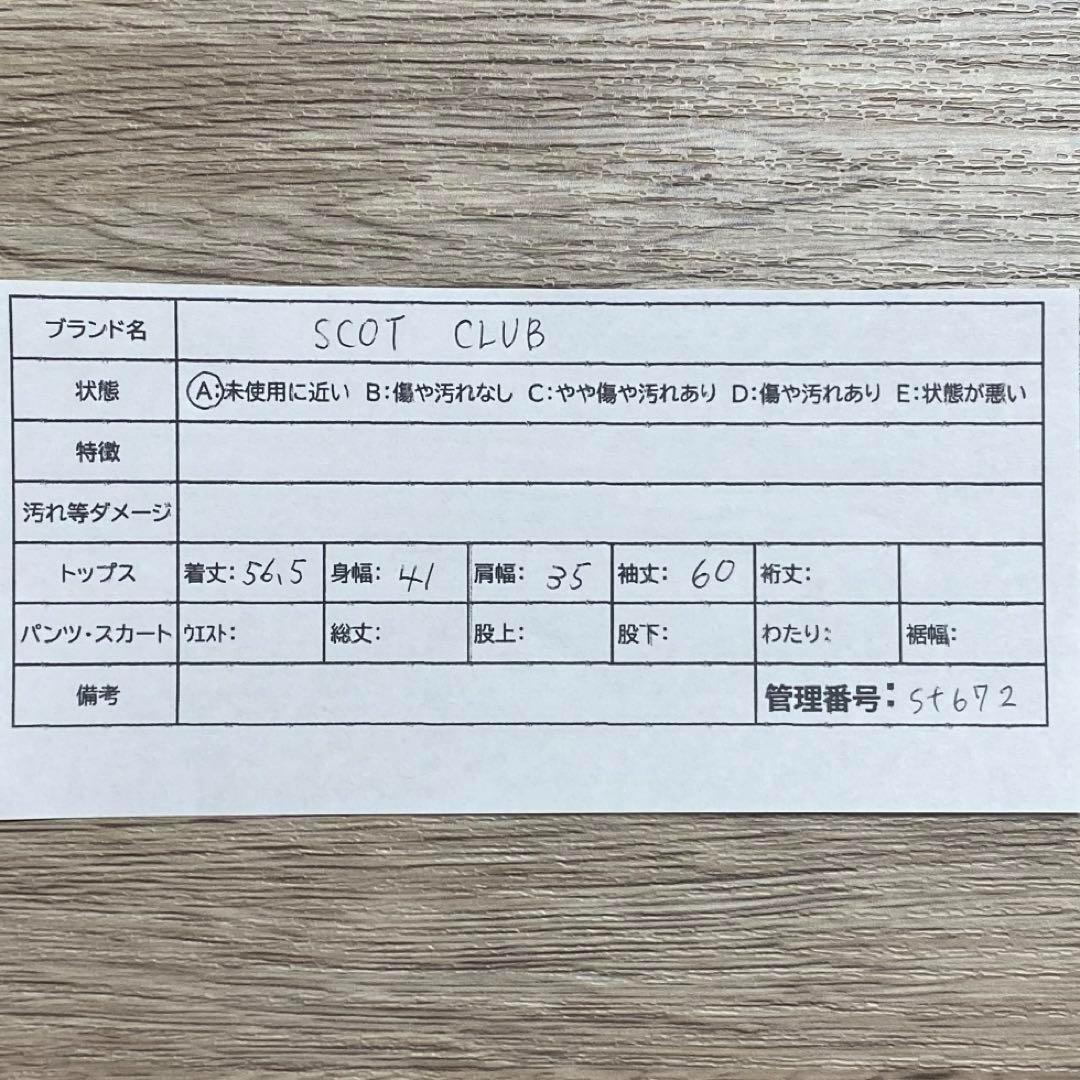 ブランド名 SCOT CLUB
状態 A:未使用に近い B:傷や汚れなし C:やや傷や汚れあり D:傷や汚れあり E:状態が悪い
特徴
汚れ等ダメージ
トップス 着丈:56.5 身幅:41 肩幅:35 袖丈:60 裄丈:
パンツ・スカート ウエスト: 総丈: 股上: 股下: わたり: 裾幅:
備考 管理番号:st672